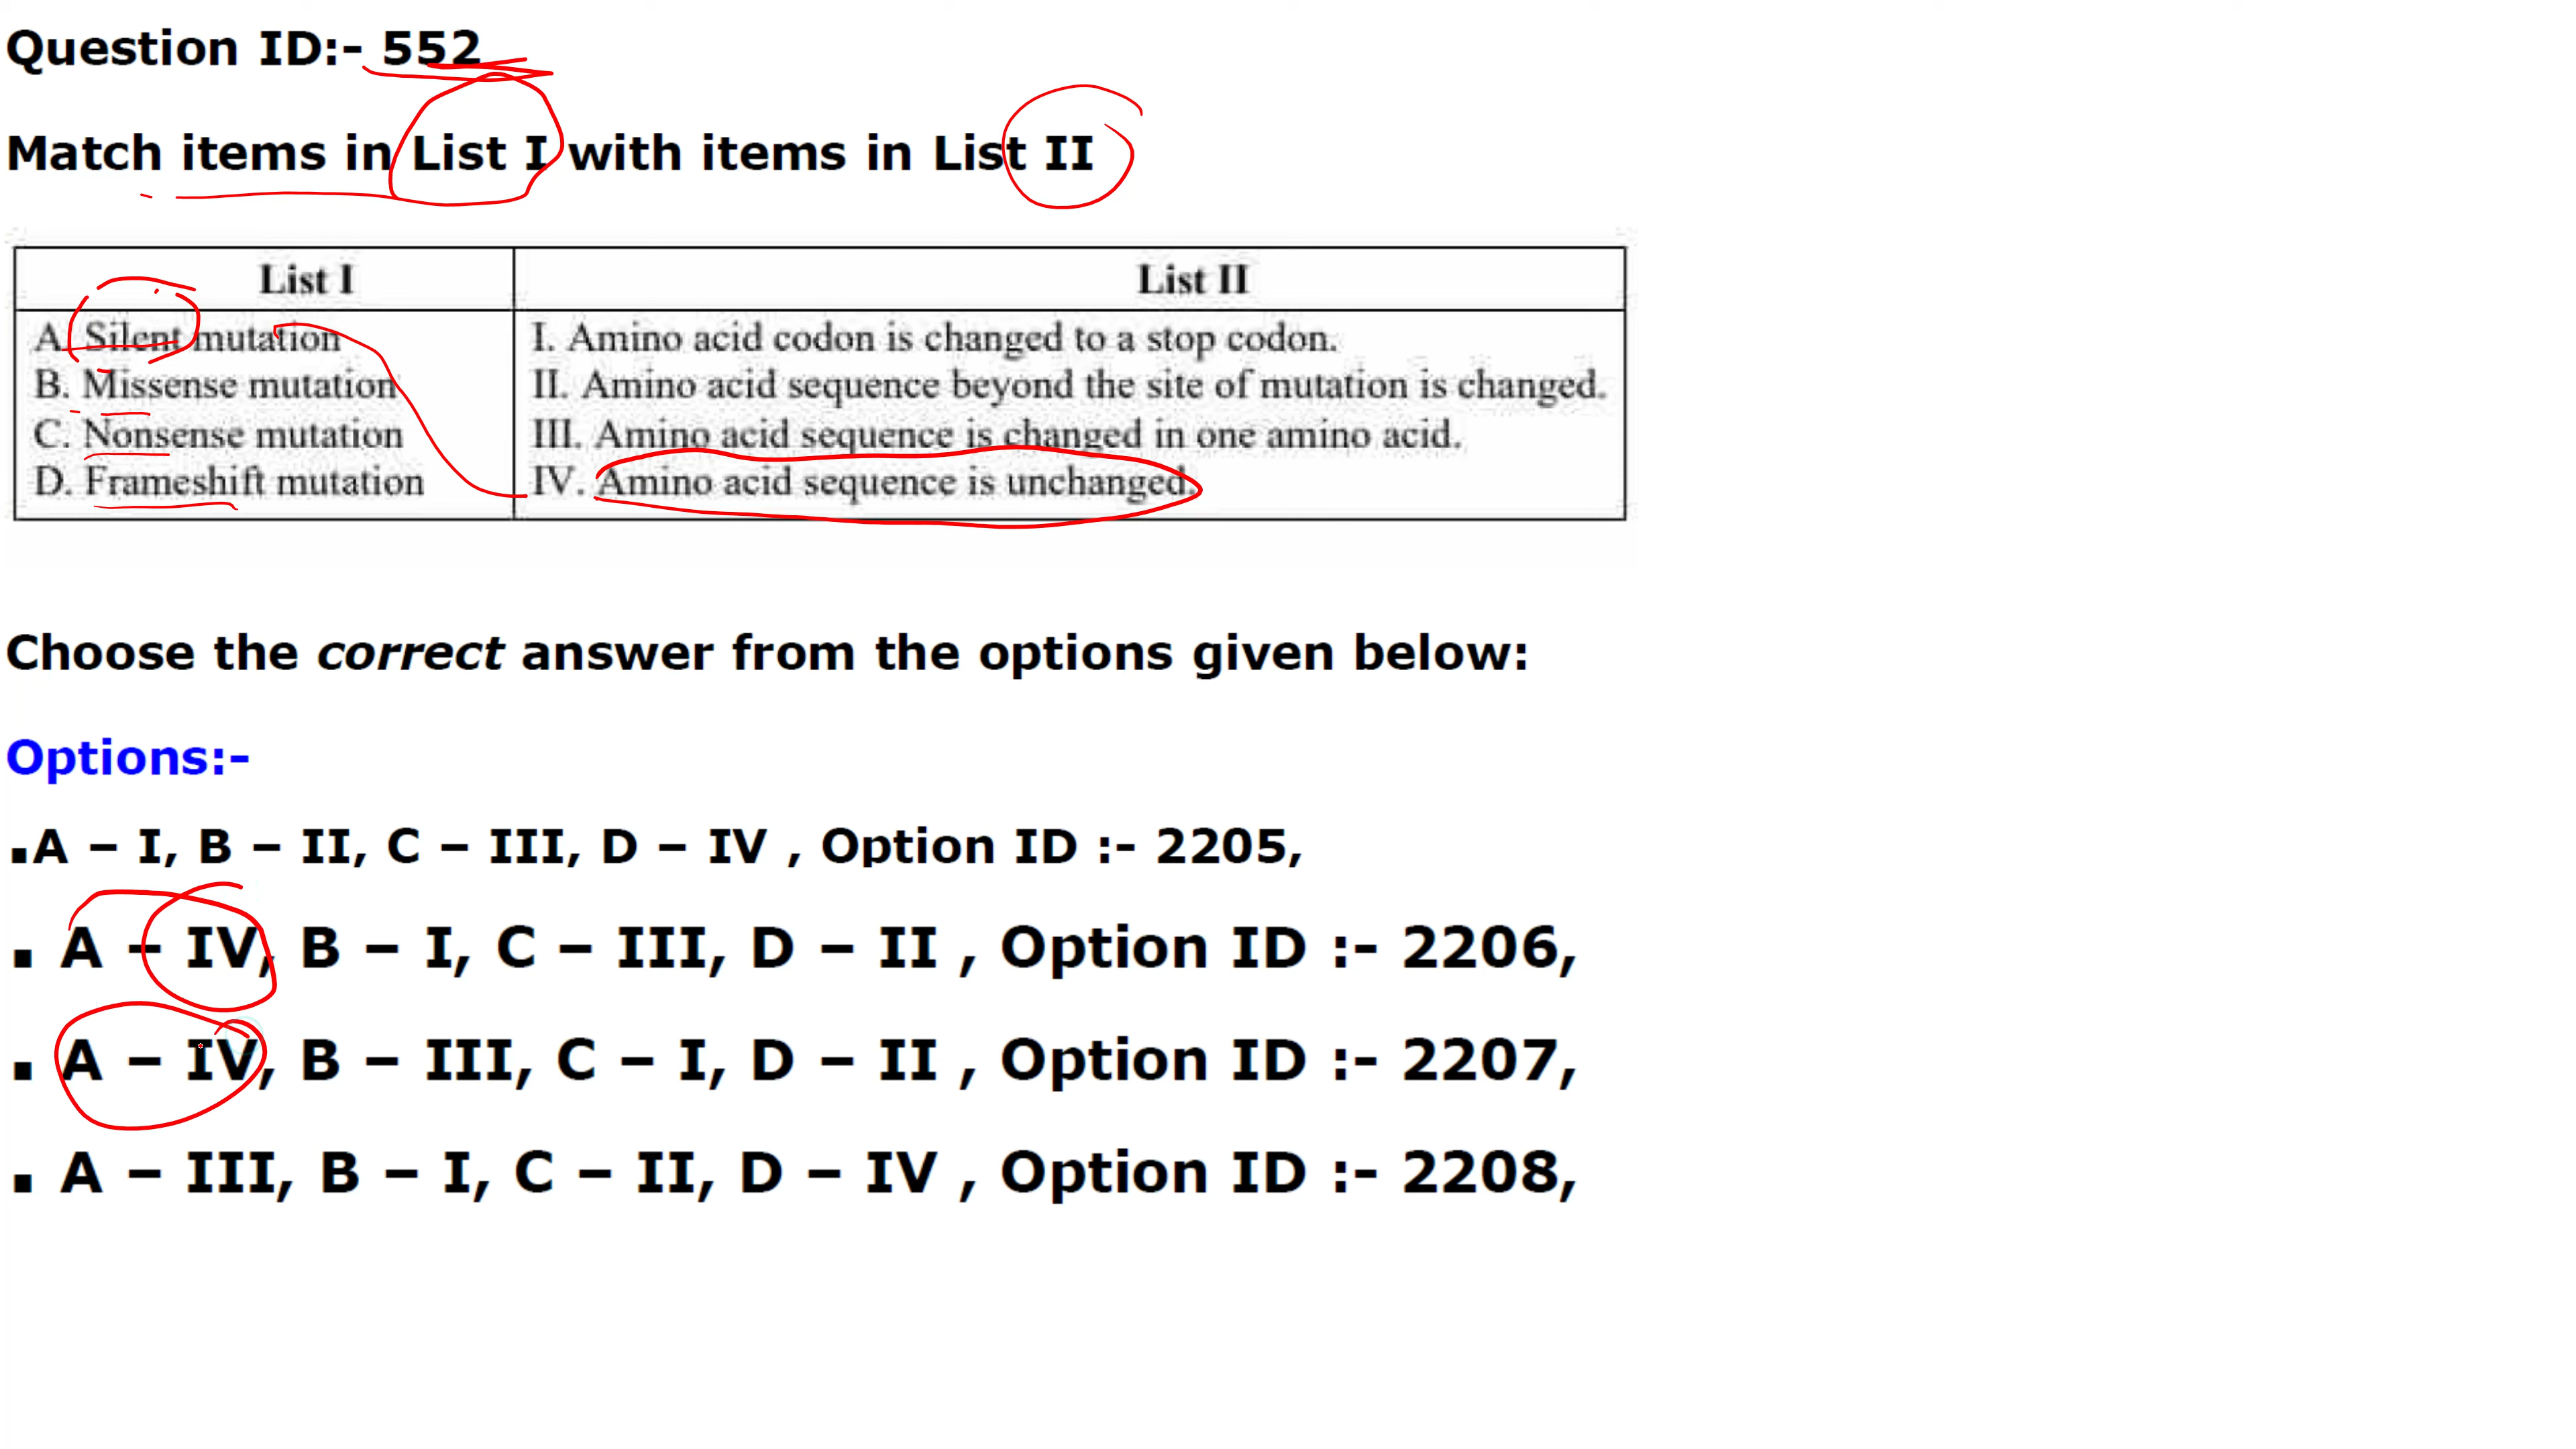 Question ID:- 552
Match items in List I with items in List II
List I List II
A. Silent mutation I. Amino acid codon is changed to a stop codon.
B. Missense mutation II. Amino acid sequence beyond the site of mutation is changed.
C. Nonsense mutation III. Amino acid sequence is changed in one amino acid.
D. Frameshift mutation IV. Amino acid sequence is unchanged.
Choose the correct answer from the options given below:
Options:-
▪A – I, B – II, C – III, D – IV , Option ID :- 2205,
▪ A – IV, B – I, C – III, D – II , Option ID :- 2206,
▪ A – IV, B – III, C – I, D – II , Option ID :- 2207,
▪ A – III, B – I, C – II, D – IV , Option ID :- 2208,